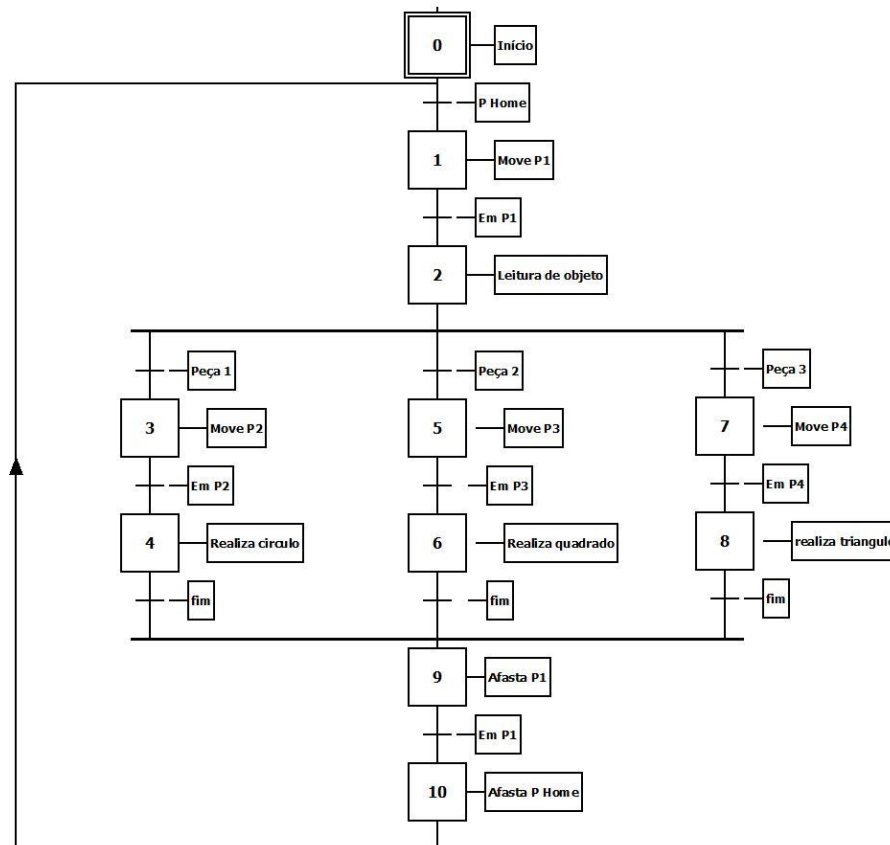 0
Início
P Home
1
Move P1
Em P1
2
Leitura de objeto
Peça 1
Peça 2
Peça 3
3
Move P2
5
Move P3
7
Move P4
Em P2
Em P3
Em P4
4
Realiza circulo
6
Realiza quadrado
8
realiza triangulo
fim
fim
fim
9
Afasta P1
Em P1
10
Afasta P Home